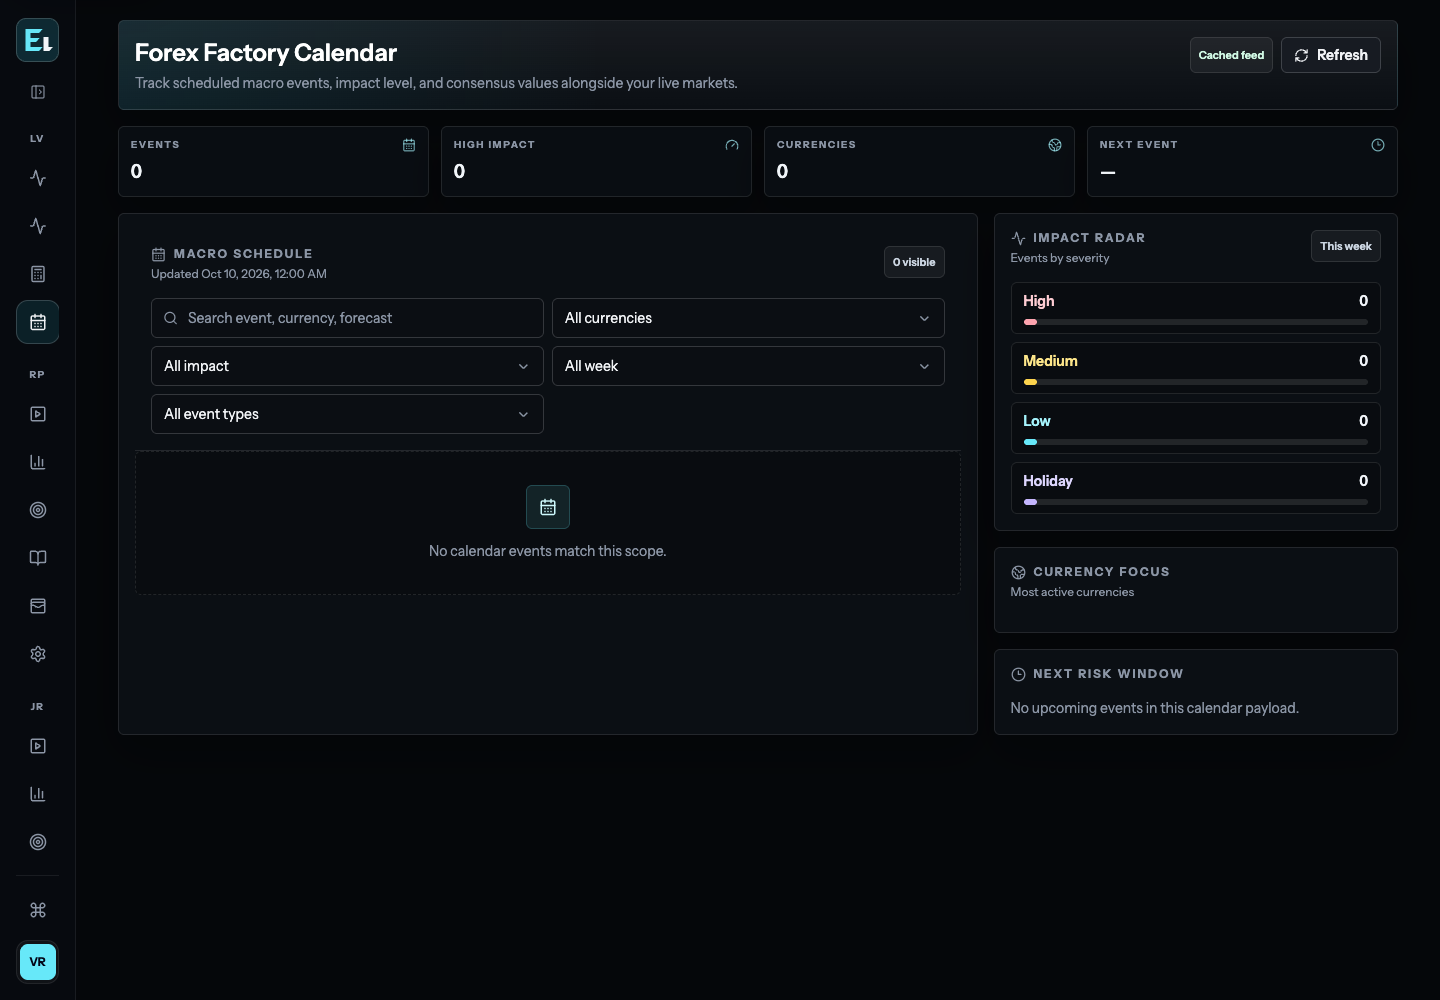 EL
LV
RP
JR
VR
Forex Factory Calendar
Track scheduled macro events, impact level, and consensus values alongside your live markets.
Cached feed
Refresh
EVENTS
0
HIGH IMPACT
0
CURRENCIES
0
NEXT EVENT
—
MACRO SCHEDULE
Updated Oct 10, 2026, 12:00 AM
0 visible
Search event, currency, forecast
All currencies
All impact
All week
All event types
No calendar events match this scope.
IMPACT RADAR
Events by severity
This week
High 0
Medium 0
Low 0
Holiday 0
CURRENCY FOCUS
Most active currencies
NEXT RISK WINDOW
No upcoming events in this calendar payload.